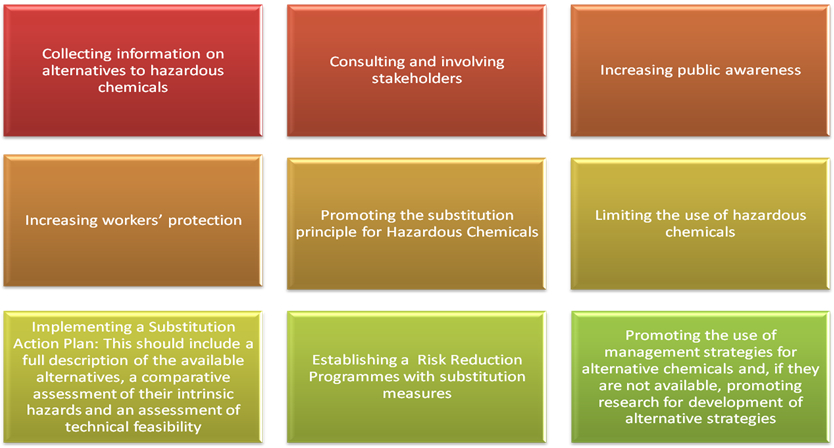 Collecting information on
alternatives to hazardous
chemicals
Consulting and involving
stakeholders
Increasing public awareness
Increasing workers’ protection
Promoting the substitution
principle for Hazardous Chemicals
Limiting the use of hazardous
chemicals
Implementing a Substitution
Action Plan: This should include a
full description of the available
alternatives, a comparative
assessment of their intrinsic
hazards and an assessment of
technical feasibility
Establishing a Risk Reduction
Programmes with substitution
measures
Promoting the use of
management strategies for
alternative chemicals and, if they
are not available, promoting
research for development of
alternative strategies